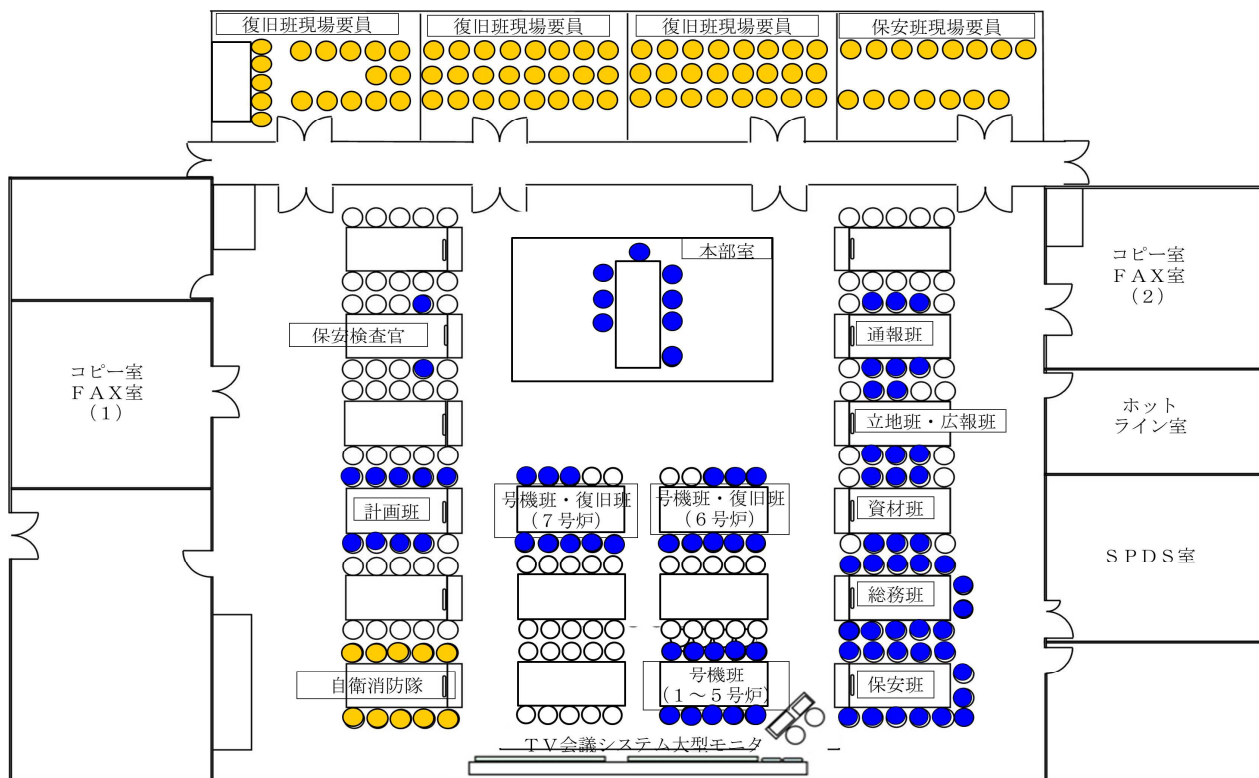 復旧班現場要員
復旧班現場要員
復旧班現場要員
保安班現場要員
本部室
コピー室
ＦＡＸ室
（２）
保安検査官
通報班
コピー室
ＦＡＸ室
（１）
立地班・広報班
ホット
ライン室
計画班
号機班・復旧班
（７号炉）
号機班・復旧班
（６号炉）
資材班
ＳＰＤＳ室
総務班
自衛消防隊
号機班
（１～５号炉）
保安班
ＴＶ会議システム大型モニタ